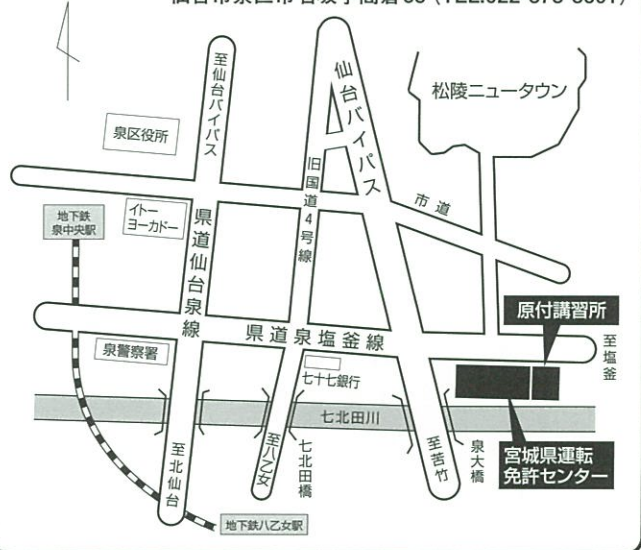 至仙台バイパス
仙台バイパス
松陵ニュータウン
泉区役所
旧国道4号線
市道
地下鉄
泉中央駅
イトー
ヨーカドー
県道仙台泉線
原付講習所
県道泉塩釜線
至塩釜
泉警察署
七十七銀行
七北田川
至北仙台
至八乙女
七北田橋
至苦竹
泉大橋
宮城県運転
免許センター
地下鉄八乙女駅